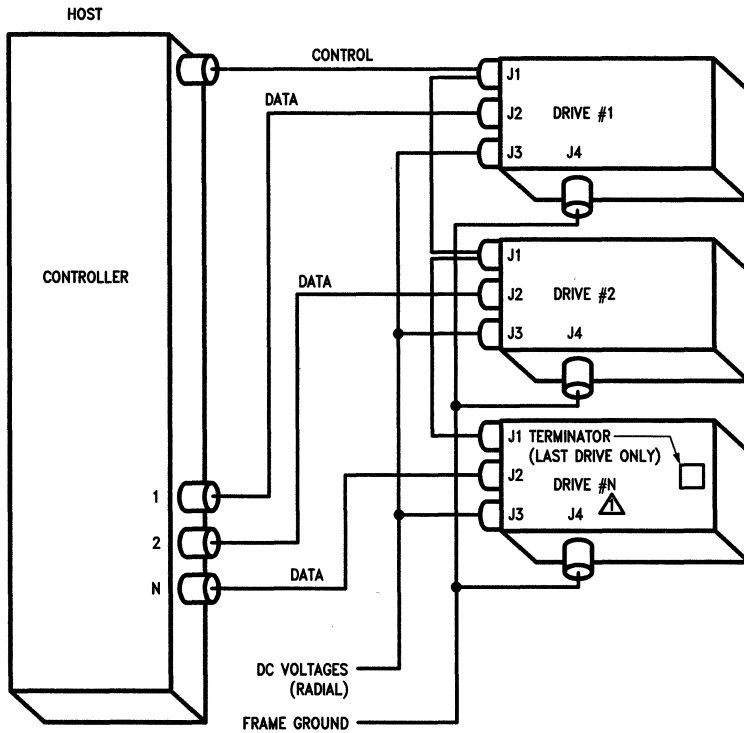 HOST
CONTROL
DATA
CONTROLLER
1
2
N
J1
J2 DRIVE #1
J3 J4
DATA
J1
J2 DRIVE #2
J3 J4
J1 TERMINATOR
(LAST DRIVE ONLY)
J2
DRIVE #N
J3 J4 1
DATA
DC VOLTAGES
(RADIAL)
FRAME GROUND